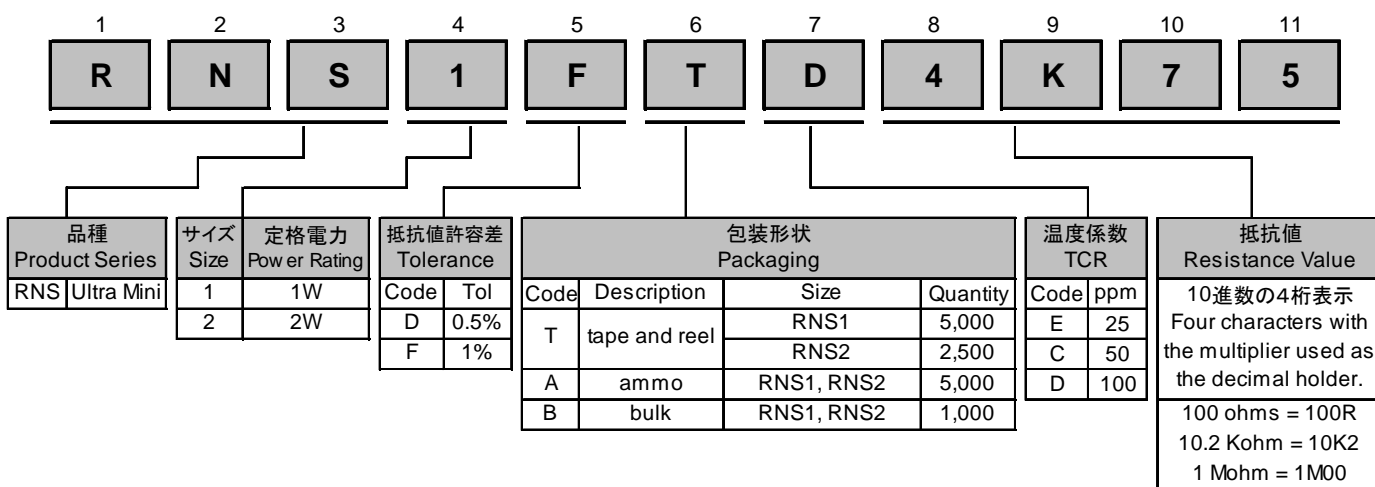 1 2 3 4 5 6 7 8 9 10 11
R N S 1 F T D 4 K 7 5
品種
Product Series
RNS Ultra Mini
サイズ 定格電力
Size Power Rating
1 1W
2 2W
抵抗値許容差
Tolerance
Code Tol
D 0.5%
F 1%
包装形状
Packaging
Code Description Size Quantity
T tape and reel RNS1 5,000
RNS2 2,500
A ammo RNS1, RNS2 5,000
B bulk RNS1, RNS2 1,000
温度係数
TCR
Code ppm
E 25
C 50
D 100
抵抗値
Resistance Value
10進数の4桁表示
Four characters with
the multiplier used as
the decimal holder.
100 ohms = 100R
10.2 Kohm = 10K2
1 Mohm = 1M00